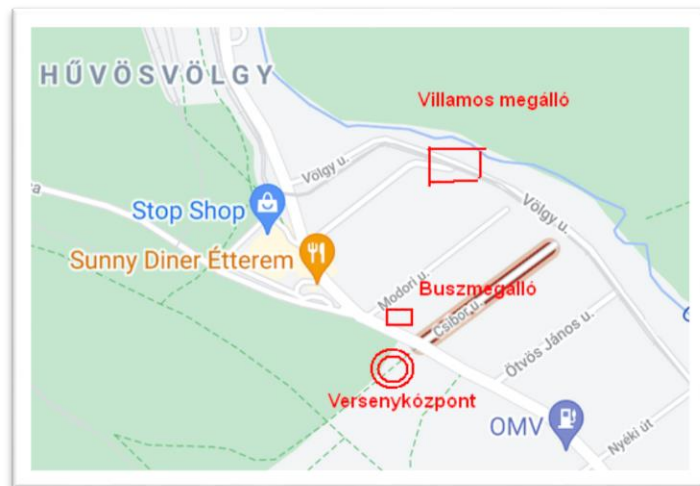 HŰVÖSVÖLGY
Villamos megálló
Völgy u.
Stop Shop
Völgy u.
Sunny Diner Étterem
Modori u.
Buszmegálló
Csibor u.
Ötvös János u.
Versenyközpont
OMV
Nyéki út